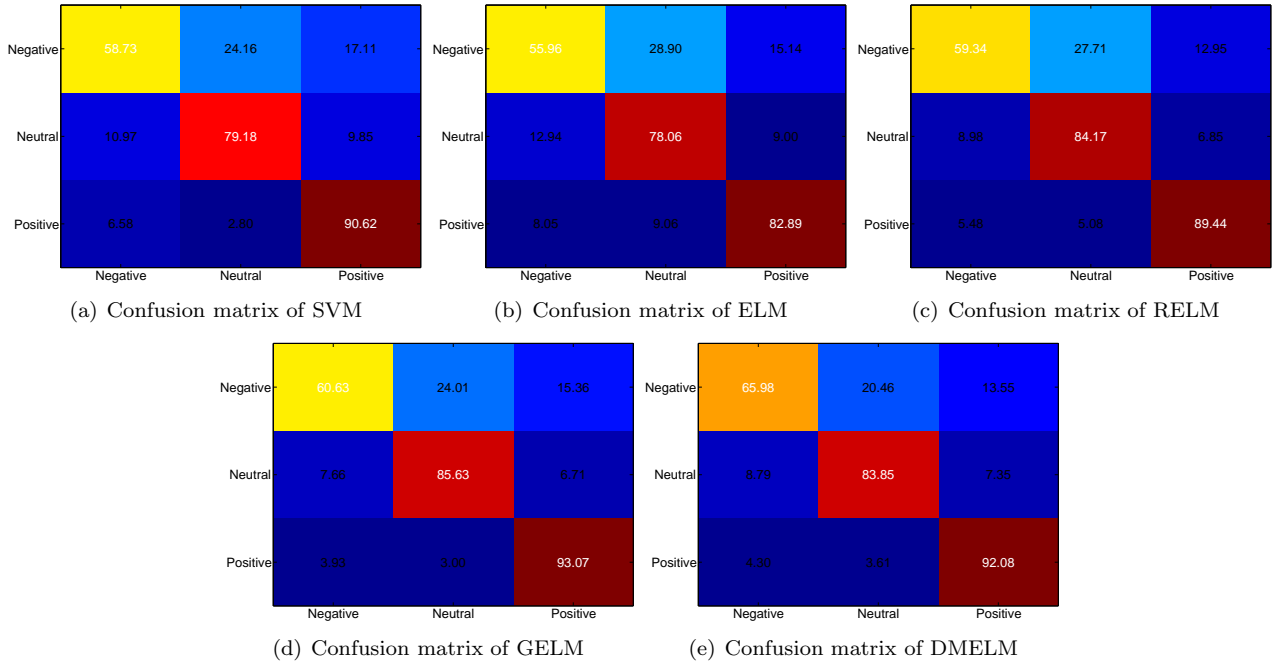 Negative 58.73 24.16 17.11
Neutral 10.97 79.18 9.85
Positive 6.58 2.80 90.62
Negative Neutral Positive
(a) Confusion matrix of SVM
Negative 55.96 28.90 15.14
Neutral 12.94 78.06 9.00
Positive 8.05 9.06 82.89
Negative Neutral Positive
(b) Confusion matrix of ELM
Negative 59.34 27.71 12.95
Neutral 8.98 84.17 6.85
Positive 5.48 5.08 89.44
Negative Neutral Positive
(c) Confusion matrix of RELM
Negative 60.63 24.01 15.36
Neutral 7.66 85.63 6.71
Positive 3.93 3.00 93.07
Negative Neutral Positive
(d) Confusion matrix of GELM
Negative 65.98 20.46 13.55
Neutral 8.79 83.85 7.35
Positive 4.30 3.61 92.08
Negative Neutral Positive
(e) Confusion matrix of DMELM